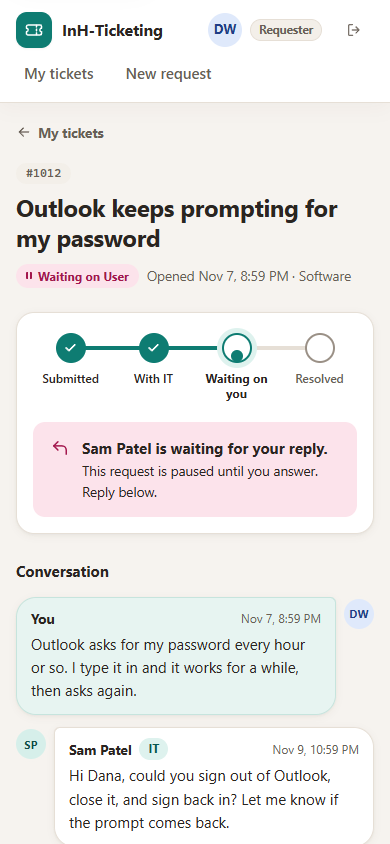 InH-Ticketing
DW
Requester
My tickets
New request
My tickets
#1012
Outlook keeps prompting for
my password
Waiting on User
Opened Nov 7, 8:59 PM · Software
Submitted
With IT
Waiting on
you
Resolved
Sam Patel is waiting for your reply.
This request is paused until you answer.
Reply below.
Conversation
You
Nov 7, 8:59 PM
DW
Outlook asks for my password every hour
or so. I type it in and it works for a while,
then asks again.
SP
Sam Patel
IT
Nov 9, 10:59 PM
Hi Dana, could you sign out of Outlook,
close it, and sign back in? Let me know if
the prompt comes back.